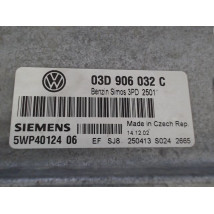 03D 906 032 C
Benzin Simos 3PD 2501
Made in Czech Rep.
14.12.02
SIEMENS
5WP40124 06
EF SJ8 250413 S024 2665